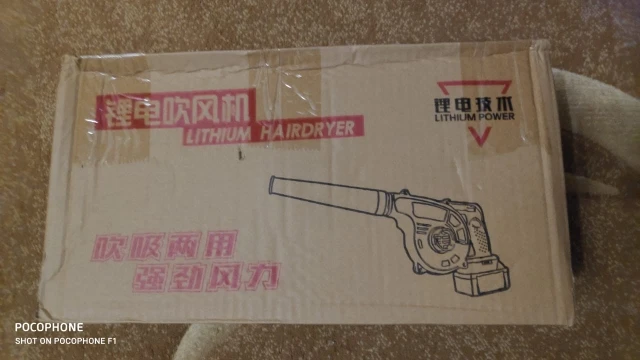 锂电吹风机
LITHIUM HAIRDRYER
锂电技术
LITHIUM POWER
吹吸两用
强劲风力
POCOPHONE
SHOT ON POCOPHONE F1